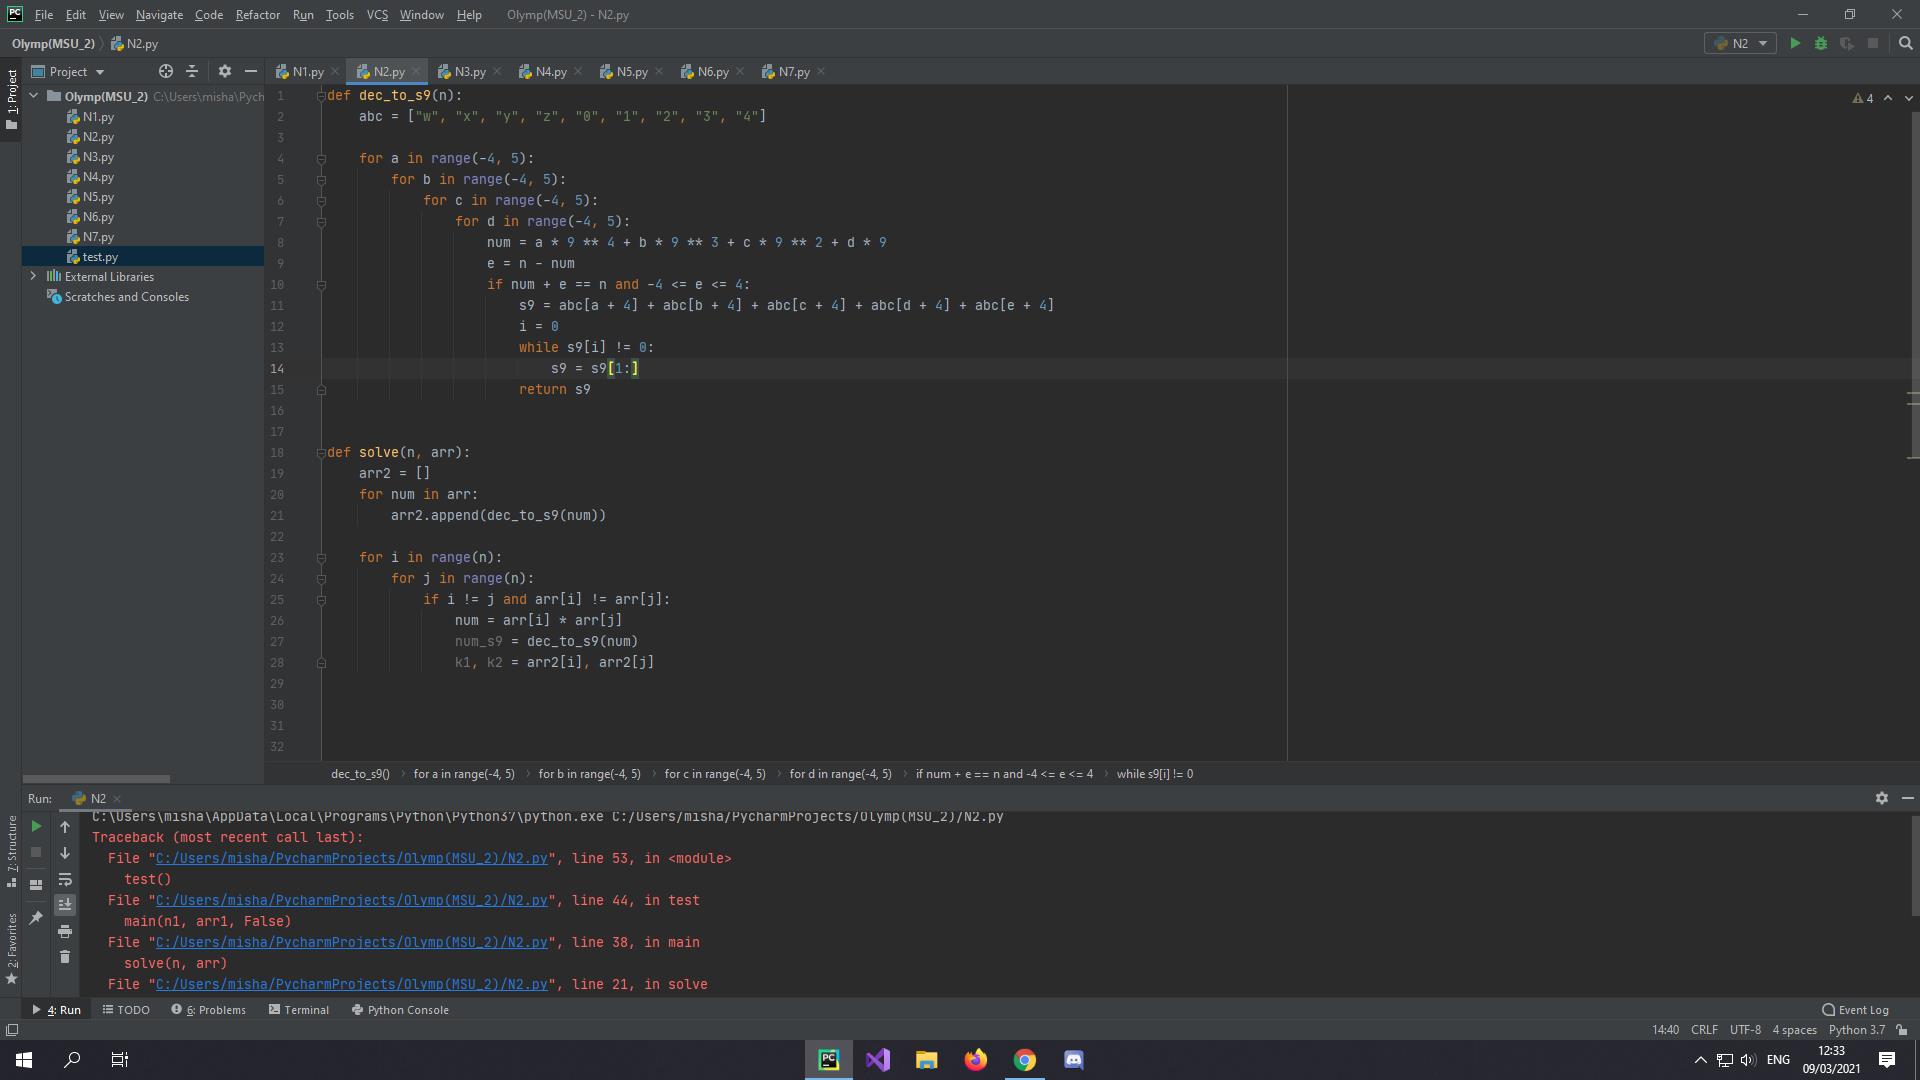 PC File Edit View Navigate Code Refactor Run Tools VCS Window Help Olymp(MSU_2) - N2.py
Olymp(MSU_2) N2.py N2
1: Project
Project N1.py N2.py N3.py N4.py N5.py N6.py N7.py
Olymp(MSU_2) C:\Users\misha\Pych
N1.py
N2.py
N3.py
N4.py
N5.py
N6.py
N7.py
test.py
External Libraries
Scratches and Consoles
4
1 def dec_to_s9(n):
2 abc = ["w", "x", "y", "z", "0", "1", "2", "3", "4"]
3
4 for a in range(-4, 5):
5 for b in range(-4, 5):
6 for c in range(-4, 5):
7 for d in range(-4, 5):
8 num = a * 9 ** 4 + b * 9 ** 3 + c * 9 ** 2 + d * 9
9 e = n - num
10 if num + e == n and -4 <= e <= 4:
11 s9 = abc[a + 4] + abc[b + 4] + abc[c + 4] + abc[d + 4] + abc[e + 4]
12 i = 0
13 while s9[i] != 0:
14 s9 = s9[1:]
15 return s9
16
17
18 def solve(n, arr):
19 arr2 = []
20 for num in arr:
21 arr2.append(dec_to_s9(num))
22
23 for i in range(n):
24 for j in range(n):
25 if i != j and arr[i] != arr[j]:
26 num = arr[i] * arr[j]
27 num_s9 = dec_to_s9(num)
28 k1, k2 = arr2[i], arr2[j]
29
30
31
32
dec_to_s9() for a in range(-4, 5) for b in range(-4, 5) for c in range(-4, 5) for d in range(-4, 5) if num + e == n and -4 <= e <= 4 while s9[i] != 0
Run: N2
7: Structure
2: Favorites
C:\Users\misha\AppData\Local\Programs\Python\Python37\python.exe C:/Users/misha/PycharmProjects/Olymp(MSU_2)/N2.py
Traceback (most recent call last):
File "C:/Users/misha/PycharmProjects/Olymp(MSU_2)/N2.py", line 53, in <module>
test()
File "C:/Users/misha/PycharmProjects/Olymp(MSU_2)/N2.py", line 44, in test
main(n1, arr1, False)
File "C:/Users/misha/PycharmProjects/Olymp(MSU_2)/N2.py", line 38, in main
solve(n, arr)
File "C:/Users/misha/PycharmProjects/Olymp(MSU_2)/N2.py", line 21, in solve
4: Run TODO 6: Problems Terminal Python Console Event Log
14:40 CRLF UTF-8 4 spaces Python 3.7
PC ENG 12:33
09/03/2021